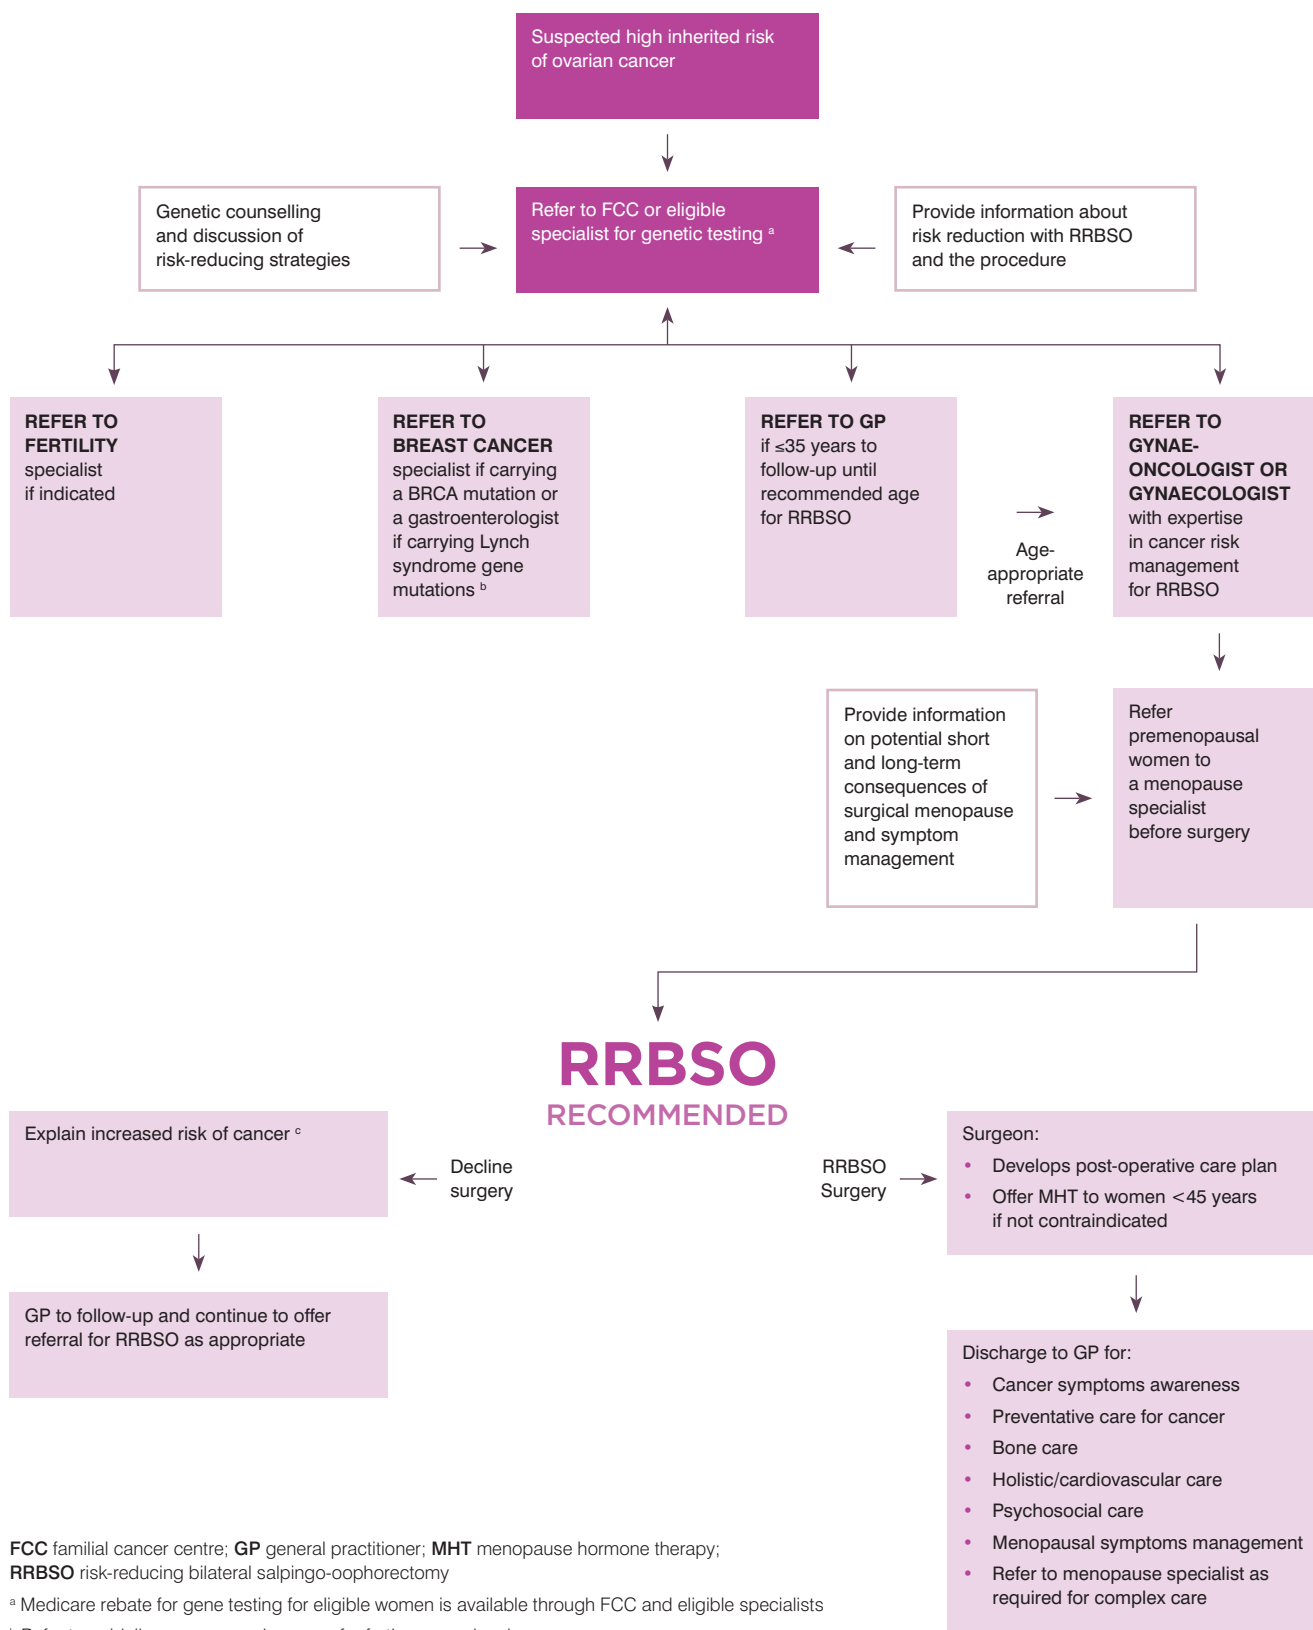 Suspected high inherited risk
of ovarian cancer
Genetic counselling
and discussion of
risk-reducing strategies
Refer to FCC or eligible
specialist for genetic testing a
Provide information about
risk reduction with RRBSO
and the procedure
REFER TO
FERTILITY
specialist
if indicated
REFER TO
BREAST CANCER
specialist if carrying
a BRCA mutation or
a gastroenterologist
if carrying Lynch
syndrome gene
mutations b
REFER TO GP
if ≤35 years to
follow-up until
recommended age
for RRBSO
Age-
appropriate
referral
REFER TO
GYNAE-
ONCOLOGIST OR
GYNAECOLOGIST
with expertise
in cancer risk
management
for RRBSO
Provide information
on potential short
and long-term
consequences of
surgical menopause
and symptom
management
Refer
premenopausal
women to
a menopause
specialist
before surgery
RRBSO
RECOMMENDED
Explain increased risk of cancer c
Decline
surgery
RRBSO
Surgery
Surgeon:
• Develops post-operative care plan
• Offer MHT to women <45 years
if not contraindicated
GP to follow-up and continue to offer
referral for RRBSO as appropriate
Discharge to GP for:
• Cancer symptoms awareness
• Preventative care for cancer
• Bone care
• Holistic/cardiovascular care
• Psychosocial care
• Menopausal symptoms management
• Refer to menopause specialist as
required for complex care
FCC familial cancer centre; GP general practitioner; MHT menopause hormone therapy;
RRBSO risk-reducing bilateral salpingo-oophorectomy
a Medicare rebate for gene testing for eligible women is available through FCC and eligible specialists